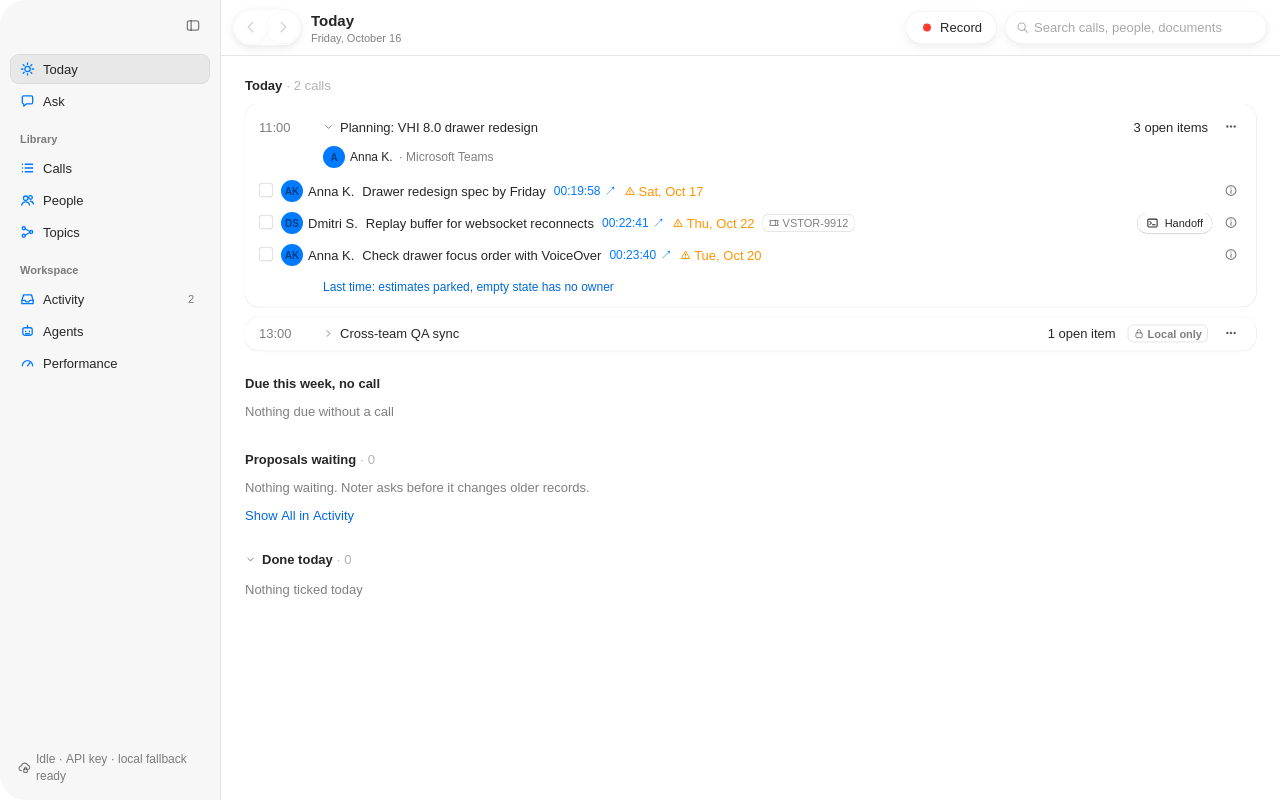 Today
Ask
Library
Calls
People
Topics
Workspace
Activity 2
Agents
Performance
Idle · API key · local fallback
ready
Today
Friday, October 16
Record
Search calls, people, documents
Today · 2 calls
11:00 Planning: VHI 8.0 drawer redesign 3 open items
A Anna K. · Microsoft Teams
AK Anna K. Drawer redesign spec by Friday 00:19:58 Sat, Oct 17
DS Dmitri S. Replay buffer for websocket reconnects 00:22:41 Thu, Oct 22 VSTOR-9912 Handoff
AK Anna K. Check drawer focus order with VoiceOver 00:23:40 Tue, Oct 20
Last time: estimates parked, empty state has no owner
13:00 Cross-team QA sync 1 open item Local only
Due this week, no call
Nothing due without a call
Proposals waiting · 0
Nothing waiting. Noter asks before it changes older records.
Show All in Activity
Done today · 0
Nothing ticked today